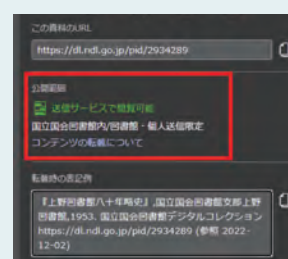 この資料のURL
https://dl.ndl.go.jp/pid/2934289
公開範囲
送信サービスで閲覧可能
国立国会図書館内/図書館・個人送信限定
コンテンツの転載について
転載時の表記例
『上野図書館八十年略史』,国立国会図書館支部上野
図書館,1953. 国立国会図書館デジタルコレクション
https://dl.ndl.go.jp/pid/2934289 (参照 2022-
12-02)